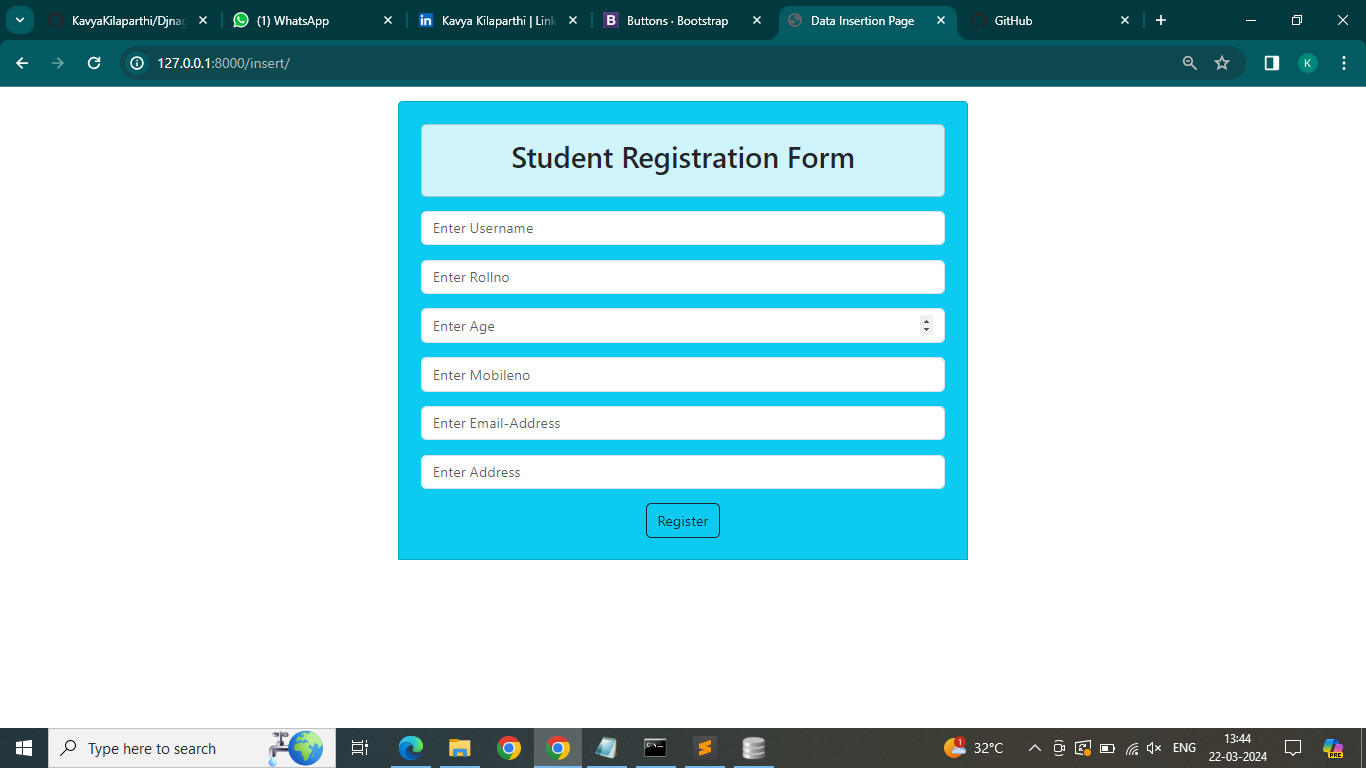 KavyaKilaparthi/Djnag
(1) WhatsApp
Kavya Kilaparthi | Link
B Buttons · Bootstrap
Data Insertion Page
GitHub
127.0.0.1:8000/insert/
K
Student Registration Form
Enter Username
Enter Rollno
Enter Age
Enter Mobileno
Enter Email-Address
Enter Address
Register
Type here to search
1
32°C
ENG
13:44
22-03-2024
PRE